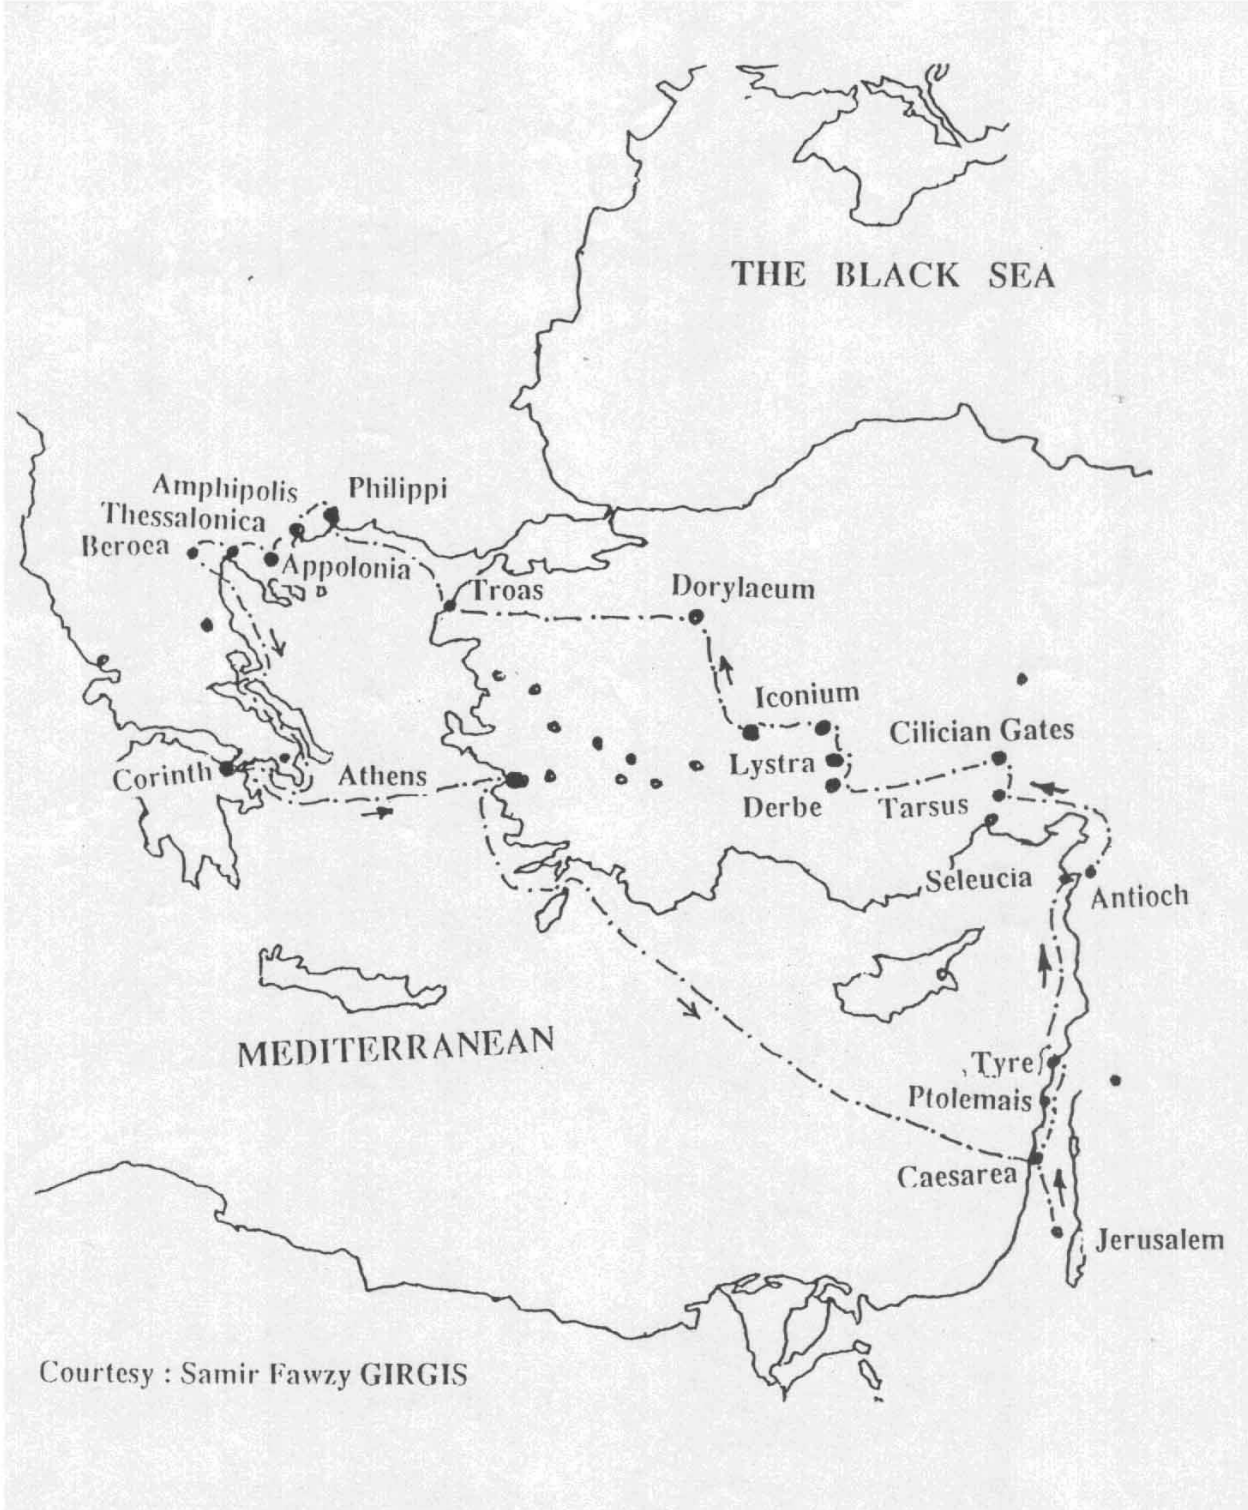 THE BLACK SEA
Amphipolis
Philippi
Thessalonica
Beroea
Appolonia
Troas
Dorylaeum
Iconium
Cilician Gates
Lystra
Corinth
Athens
Derbe
Tarsus
Seleucia
Antioch
MEDITERRANEAN
Tyre
Ptolemais
Caesarea
Jerusalem
Courtesy : Samir Fawzy GIRGIS